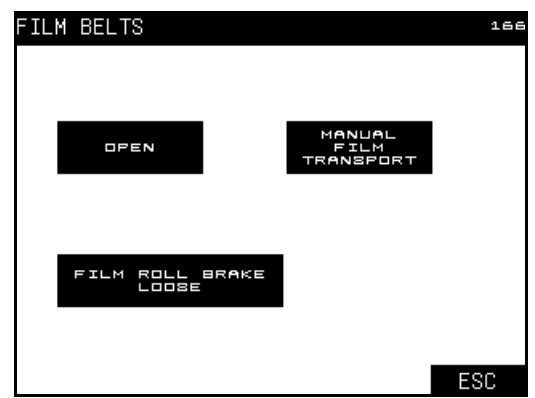 FILM BELTS 166
OPEN
MANUAL
FILM
TRANSPORT
FILM ROLL BRAKE
LOOSE
ESC